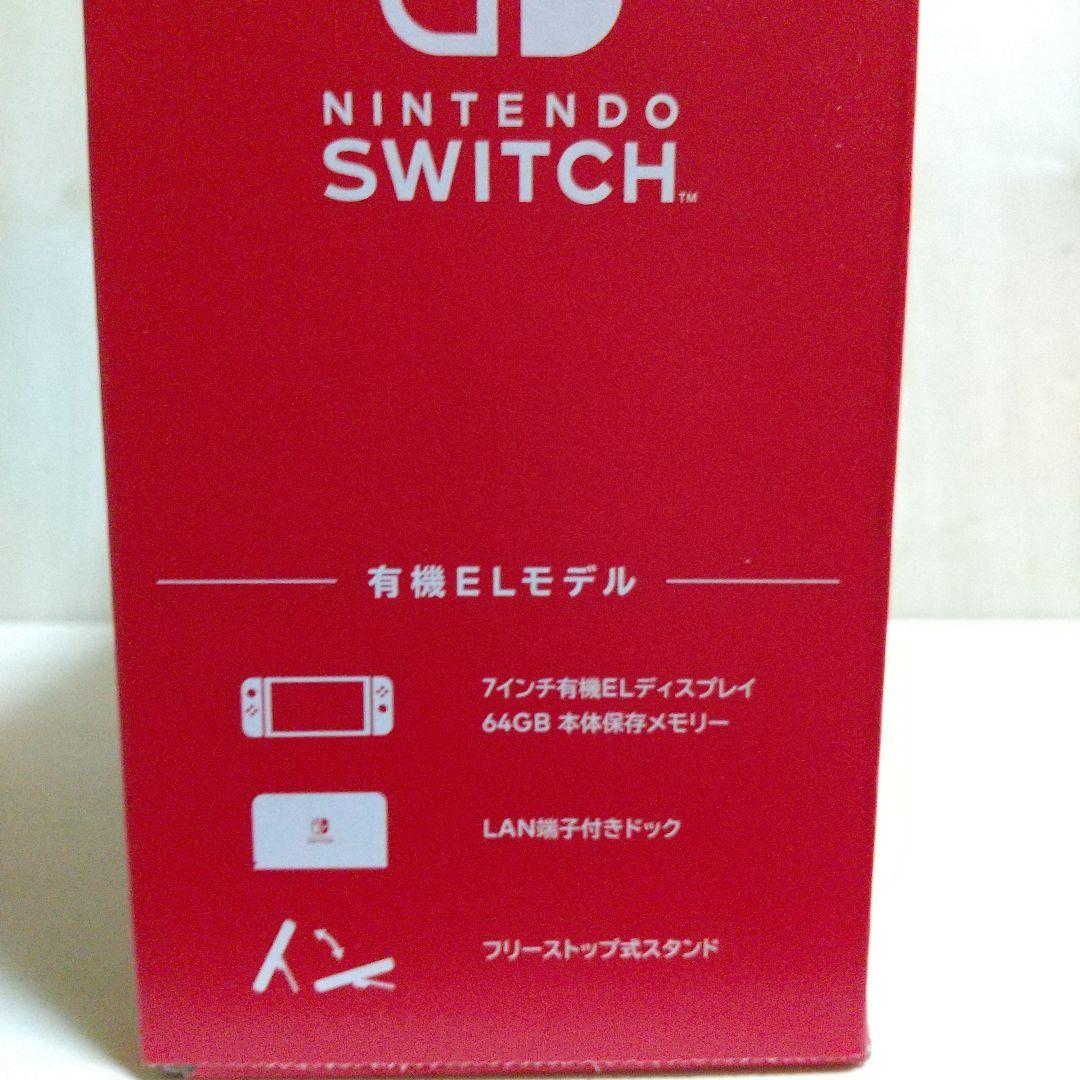 NINTENDO
SWITCH™
有機ELモデル
7インチ有機ELディスプレイ
64GB 本体保存メモリー
LAN端子付きドック
フリーストップ式スタンド